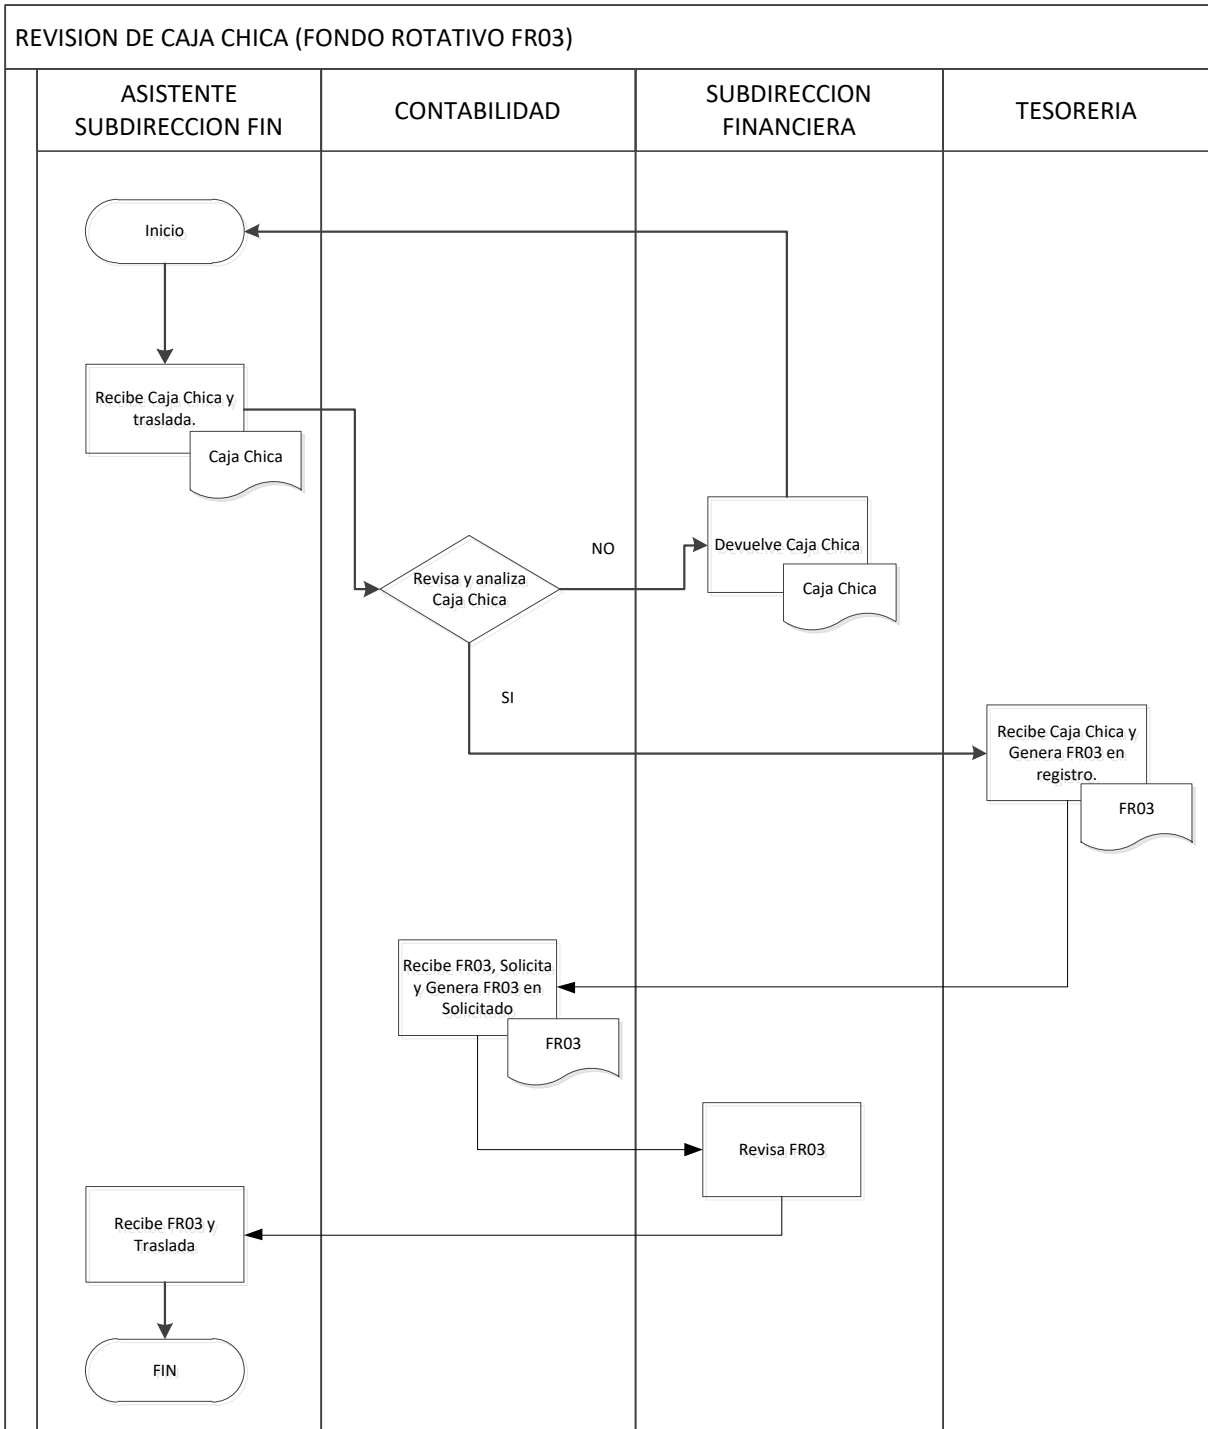 REVISION DE CAJA CHICA (FONDO ROTATIVO FR03)
ASISTENTE
SUBDIRECCION FIN
CONTABILIDAD
SUBDIRECCION
FINANCIERA
TESORERIA
Inicio
Recibe Caja Chica y
traslada.
Caja Chica
Revisa y analiza
Caja Chica
NO
Devuelve Caja Chica
Caja Chica
SI
Recibe Caja Chica y
Genera FR03 en
registro.
FR03
Recibe FR03, Solicita
y Genera FR03 en
Solicitado
FR03
Revisa FR03
Recibe FR03 y
Traslada
FIN